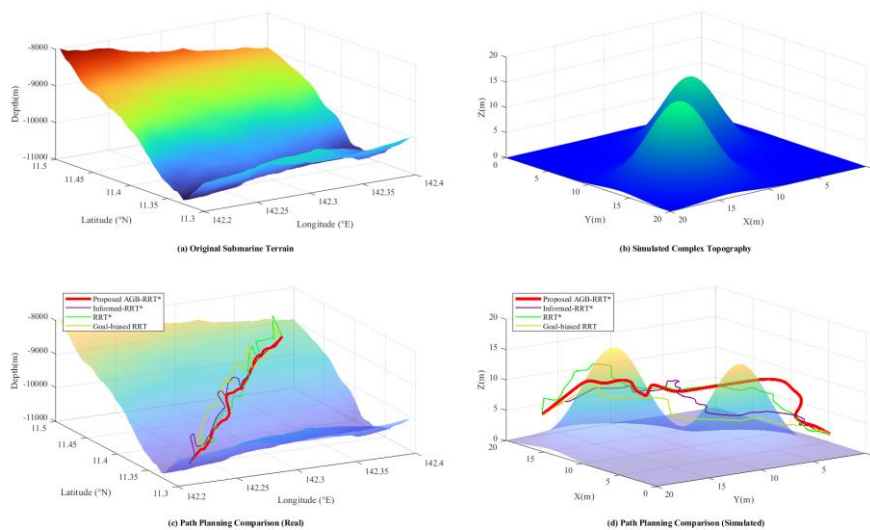 -8000
-9000
-10000
-11000
Depth(m)
11.5
11.45
11.4
11.35
11.3
Latitude (°N)
142.2
142.25
142.3
142.35
142.4
Longitude (°E)
(a) Original Submarine Terrain
20
15
10
5
0
Z(m)
0
5
10
15
20
Y(m)
20
15
10
5
X(m)
(b) Simulated Complex Topography
Proposed AGB-RRT*
Informed-RRT*
RRT*
Goal-biased RRT
-8000
-9000
-10000
-11000
Depth(m)
11.5
11.45
11.4
11.35
11.3
Latitude (°N)
142.2
142.25
142.3
142.35
142.4
Longitude (°E)
(c) Path Planning Comparison (Real)
Proposed AGB-RRT*
Informed-RRT*
RRT*
Goal-biased RRT
20
15
10
5
0
Z(m)
15
10
5
0
X(m)
20
15
10
5
Y(m)
(d) Path Planning Comparison (Simulated)